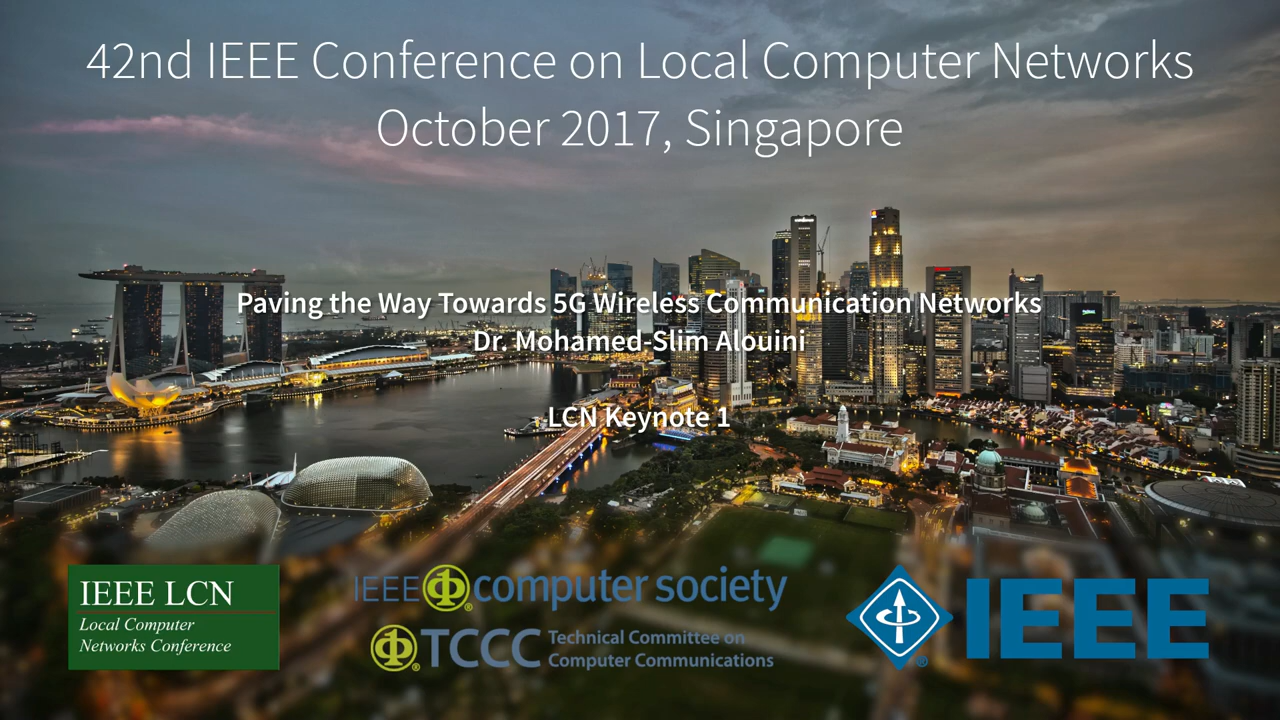 42nd IEEE Conference on Local Computer Networks
October 2017, Singapore
Paving the Way Towards 5G Wireless Communication Networks
Dr. Mohamed-Slim Alouini
LCN Keynote 1
IEEE LCN
Local Computer
Networks Conference
IEEE computer society
TCCC Technical Committee on
Computer Communications
IEEE